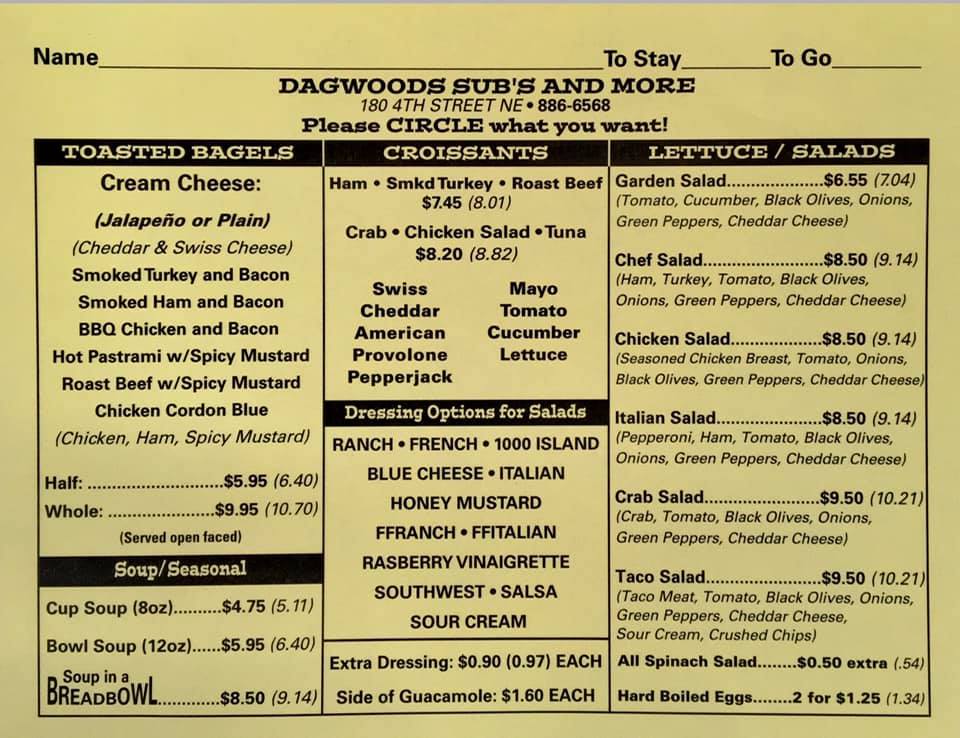 Name____ To Stay____ To Go____
DAGWOODS SUB'S AND MORE
180 4TH STREET NE • 886-6568
Please CIRCLE what you want!
TOASTED BAGELS
Cream Cheese:
(Jalapeño or Plain)
(Cheddar & Swiss Cheese)
Smoked Turkey and Bacon
Smoked Ham and Bacon
BBQ Chicken and Bacon
Hot Pastrami w/Spicy Mustard
Roast Beef w/Spicy Mustard
Chicken Cordon Blue
(Chicken, Ham, Spicy Mustard)
Half: ............................$5.95 (6.40)
Whole: ......................$9.95 (10.70)
(Served open faced)
Soup/Seasonal
Cup Soup (8oz)..........$4.75 (5.11)
Bowl Soup (12oz)......$5.95 (6.40)
Soup in a
BREADBOWL.............$8.50 (9.14)
CROISSANTS
Ham • Smkd Turkey • Roast Beef
$7.45 (8.01)
Crab • Chicken Salad • Tuna
$8.20 (8.82)
Swiss Mayo
Cheddar Tomato
American Cucumber
Provolone Lettuce
Pepperjack
Dressing Options for Salads
RANCH • FRENCH • 1000 ISLAND
BLUE CHEESE • ITALIAN
HONEY MUSTARD
FFRANCH • FFITALIAN
RASBERRY VINAIGRETTE
SOUTHWEST • SALSA
SOUR CREAM
Extra Dressing: $0.90 (0.97) EACH
Side of Guacamole: $1.60 EACH
LETTUCE / SALADS
Garden Salad....................$6.55 (7.04)
(Tomato, Cucumber, Black Olives, Onions,
Green Peppers, Cheddar Cheese)
Chef Salad.........................$8.50 (9.14)
(Ham, Turkey, Tomato, Black Olives,
Onions, Green Peppers, Cheddar Cheese)
Chicken Salad...................$8.50 (9.14)
(Seasoned Chicken Breast, Tomato, Onions,
Black Olives, Green Peppers, Cheddar Cheese)
Italian Salad......................$8.50 (9.14)
(Pepperoni, Ham, Tomato, Black Olives,
Onions, Green Peppers, Cheddar Cheese)
Crab Salad........................$9.50 (10.21)
(Crab, Tomato, Black Olives, Onions,
Green Peppers, Cheddar Cheese)
Taco Salad........................$9.50 (10.21)
(Taco Meat, Tomato, Black Olives, Onions,
Green Peppers, Cheddar Cheese,
Sour Cream, Crushed Chips)
All Spinach Salad.......$0.50 extra (.54)
Hard Boiled Eggs........2 for $1.25 (1.34)